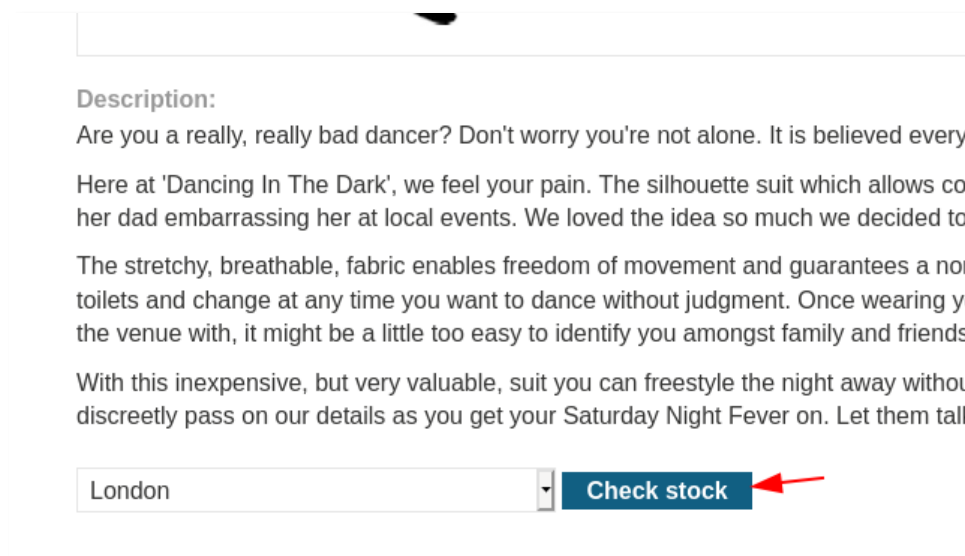 Description:
Are you a really, really bad dancer? Don't worry you're not alone. It is believed every
Here at 'Dancing In The Dark', we feel your pain. The silhouette suit which allows co
her dad embarrassing her at local events. We loved the idea so much we decided to
The stretchy, breathable, fabric enables freedom of movement and guarantees a nor
toilets and change at any time you want to dance without judgment. Once wearing y
the venue with, it might be a little too easy to identify you amongst family and friends
With this inexpensive, but very valuable, suit you can freestyle the night away withou
discreetly pass on our details as you get your Saturday Night Fever on. Let them tall
London
Check stock